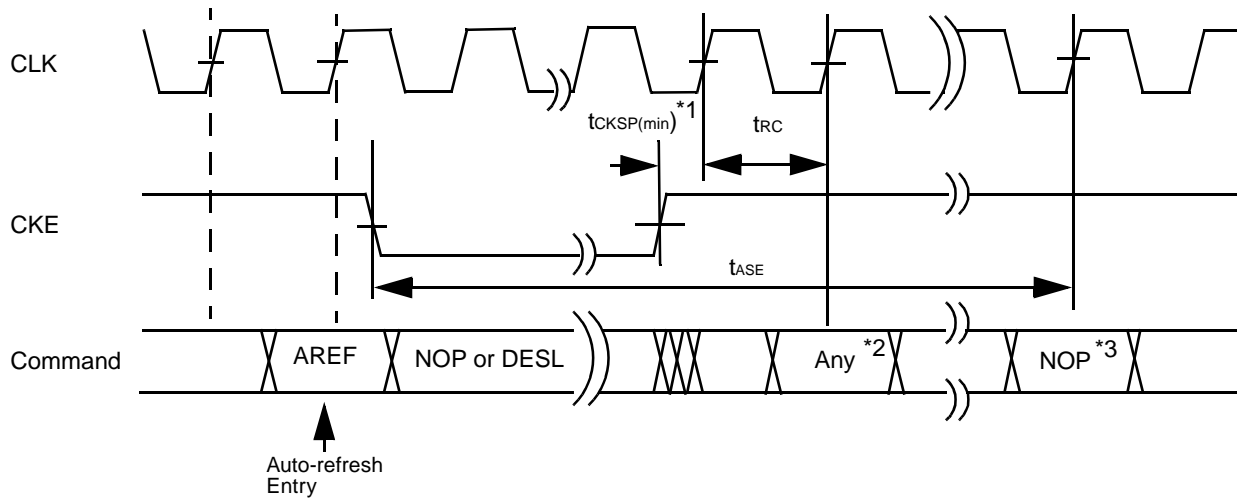 CLK
tCKSP(min)*1
tRC
CKE
tASE
Command
AREF
NOP or DESL
Any *2
NOP *3
Auto-refresh
Entry